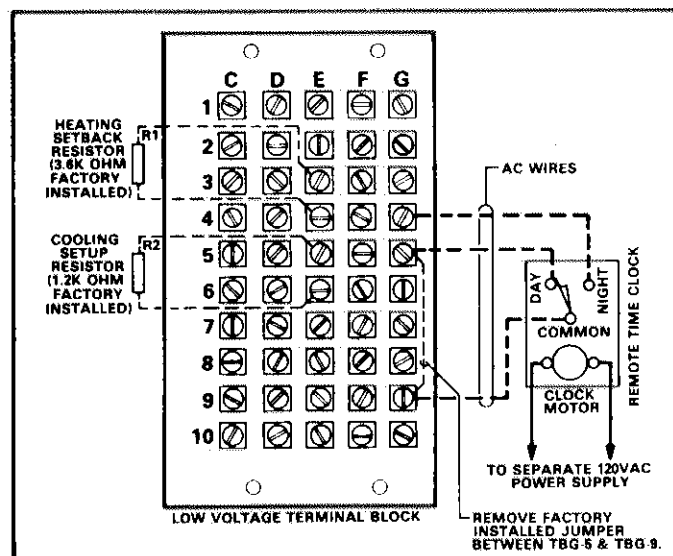 C D E F G
1
2
3
4
5
6
7
8
9
10
HEATING
SETBACK
RESISTOR
(3.6K OHM
FACTORY
INSTALLED)
R1
COOLING
SETUP
RESISTOR
(1.2K OHM
FACTORY
INSTALLED)
R2
AC WIRES
DAY
NIGHT
COMMON
CLOCK
MOTOR
REMOTE TIME CLOCK
TO SEPARATE 120VAC
POWER SUPPLY
LOW VOLTAGE TERMINAL BLOCK
REMOVE FACTORY
INSTALLED JUMPER
BETWEEN TBG-5 & TBG-9.